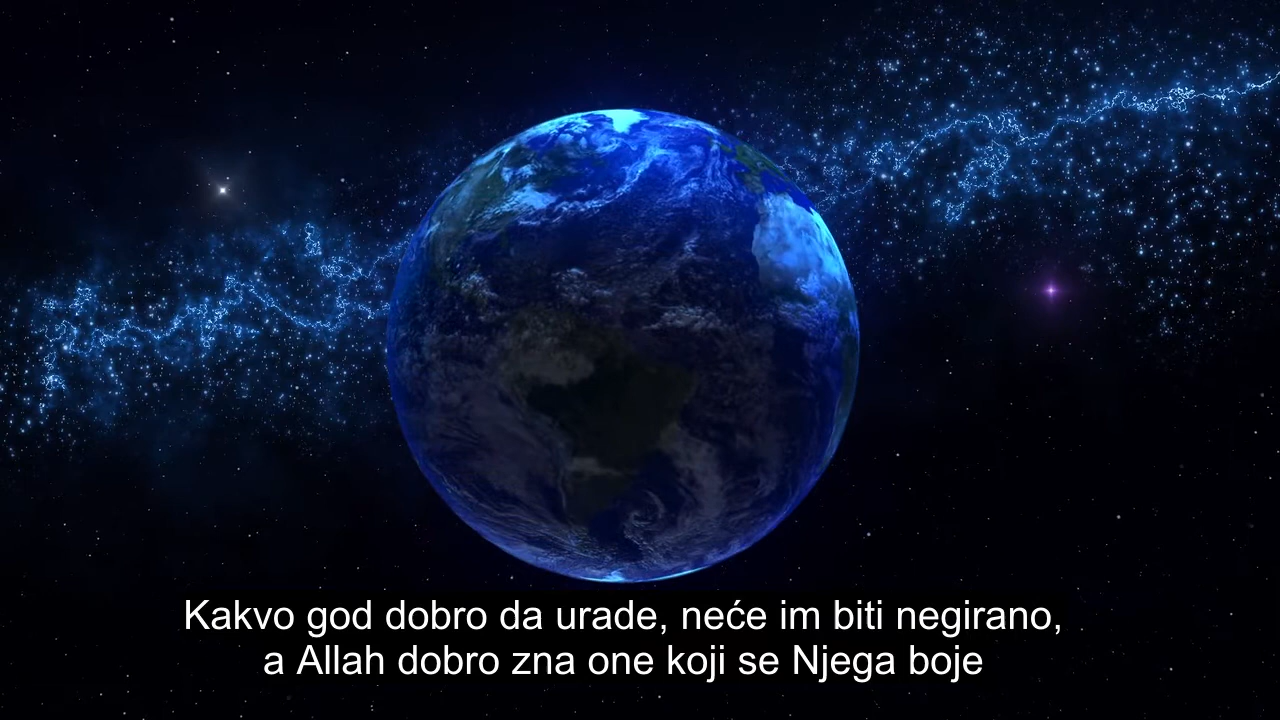 Kakvo god dobro da urade, neće im biti negirano,
a Allah dobro zna one koji se Njega boje